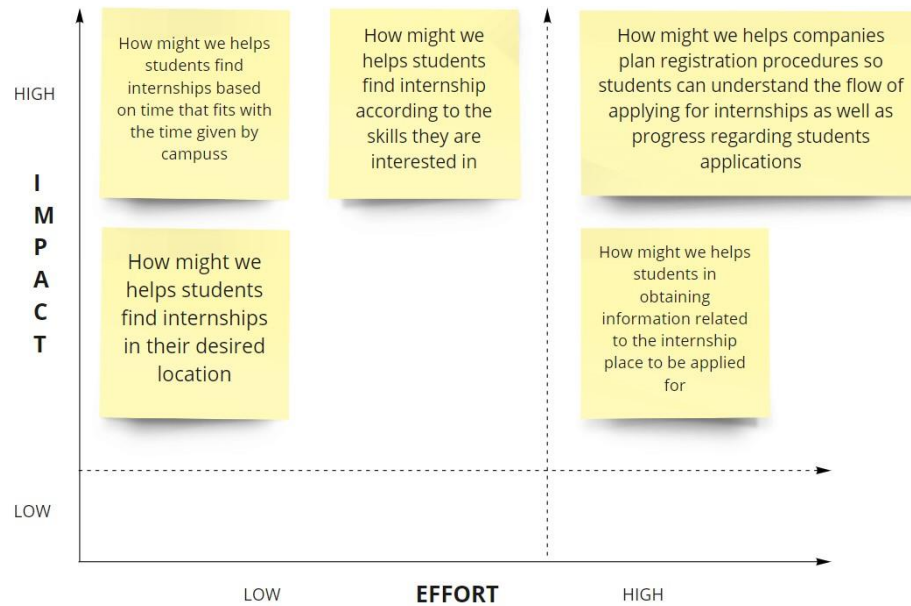 HIGH
I
M
P
A
C
T
LOW
How might we helps
students find
internships based
on time that fits with
the time given by
campuss
How might we
helps students
find internship
according to the
skills they are
interested in
How might we helps companies
plan registration procedures so
students can understand the flow of
applying for internships as well as
progress regarding students
applications
How might we
helps students
find internships
in their desired
location
How might we helps
students in
obtaining
information related
to the internship
place to be applied
for
LOW
EFFORT
HIGH